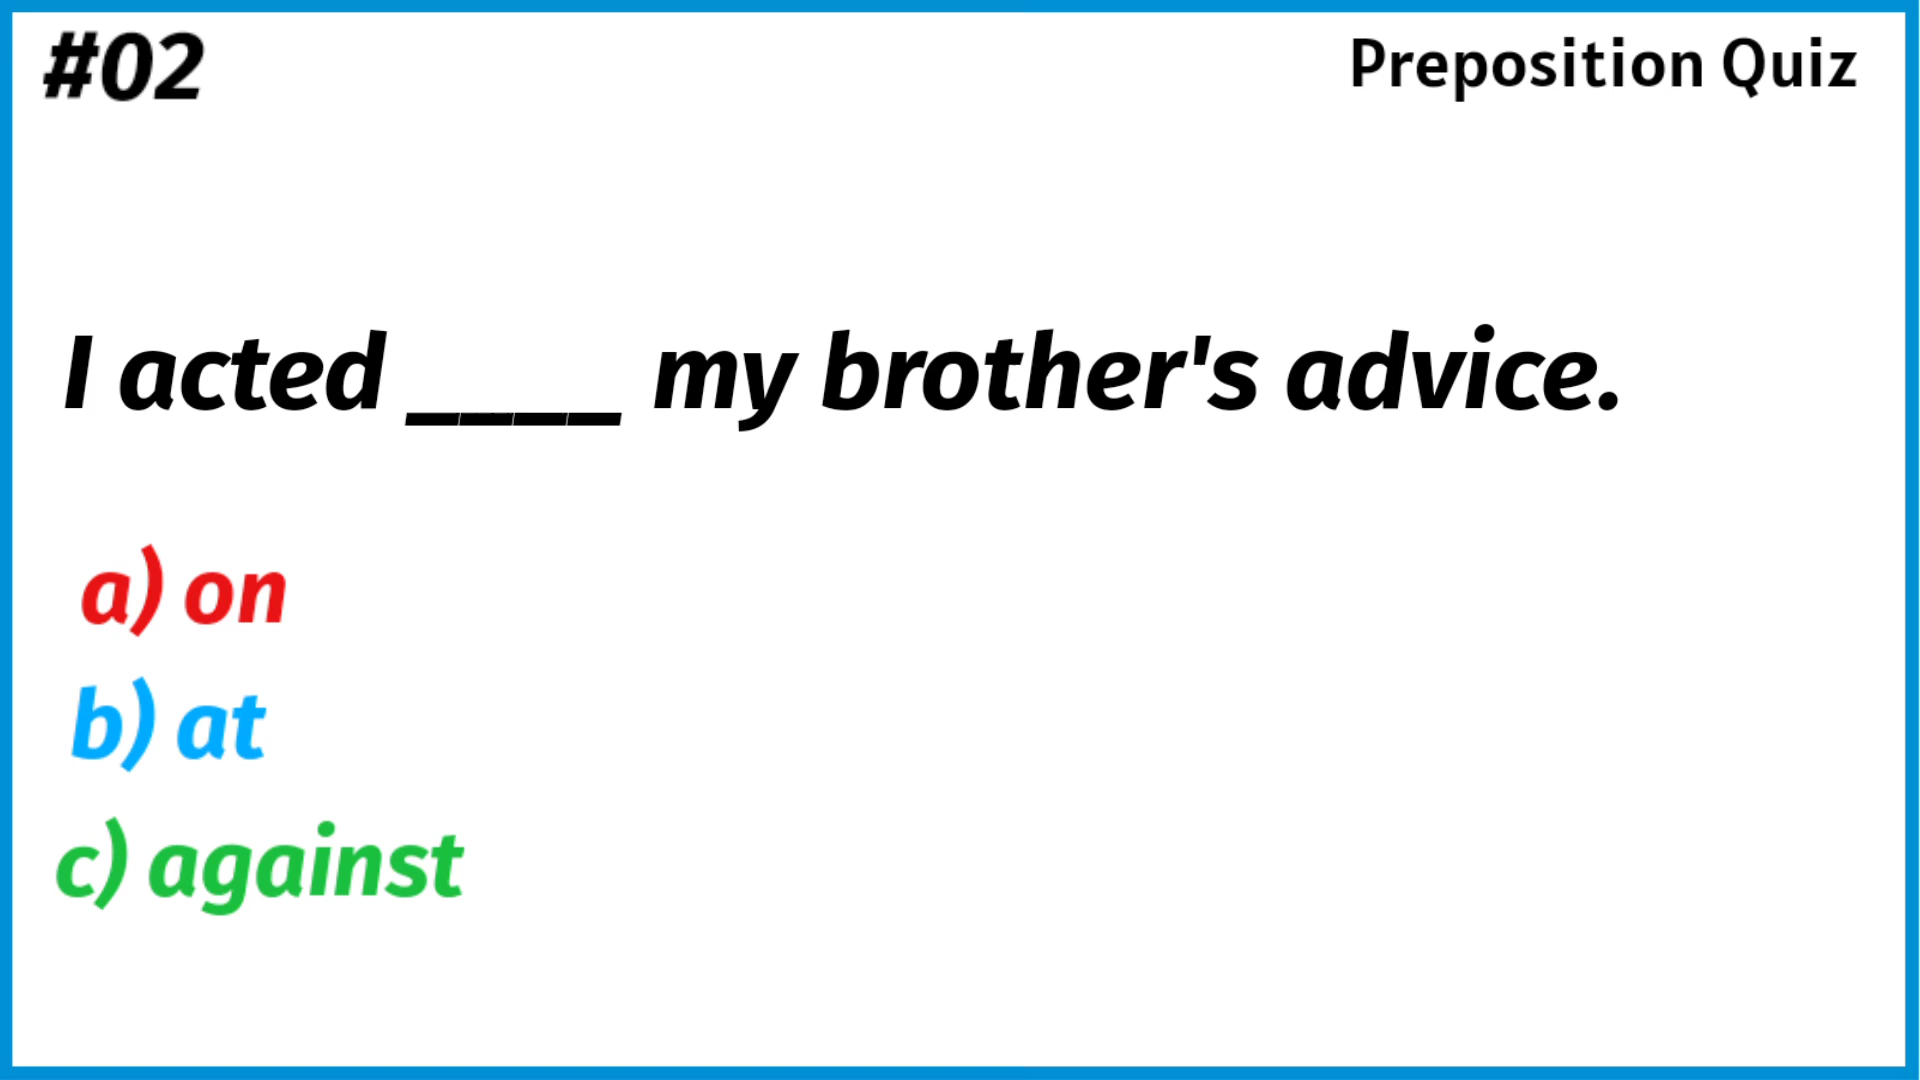 #02
Preposition Quiz
I acted ____ my brother's advice.
a) on
b) at
c) against